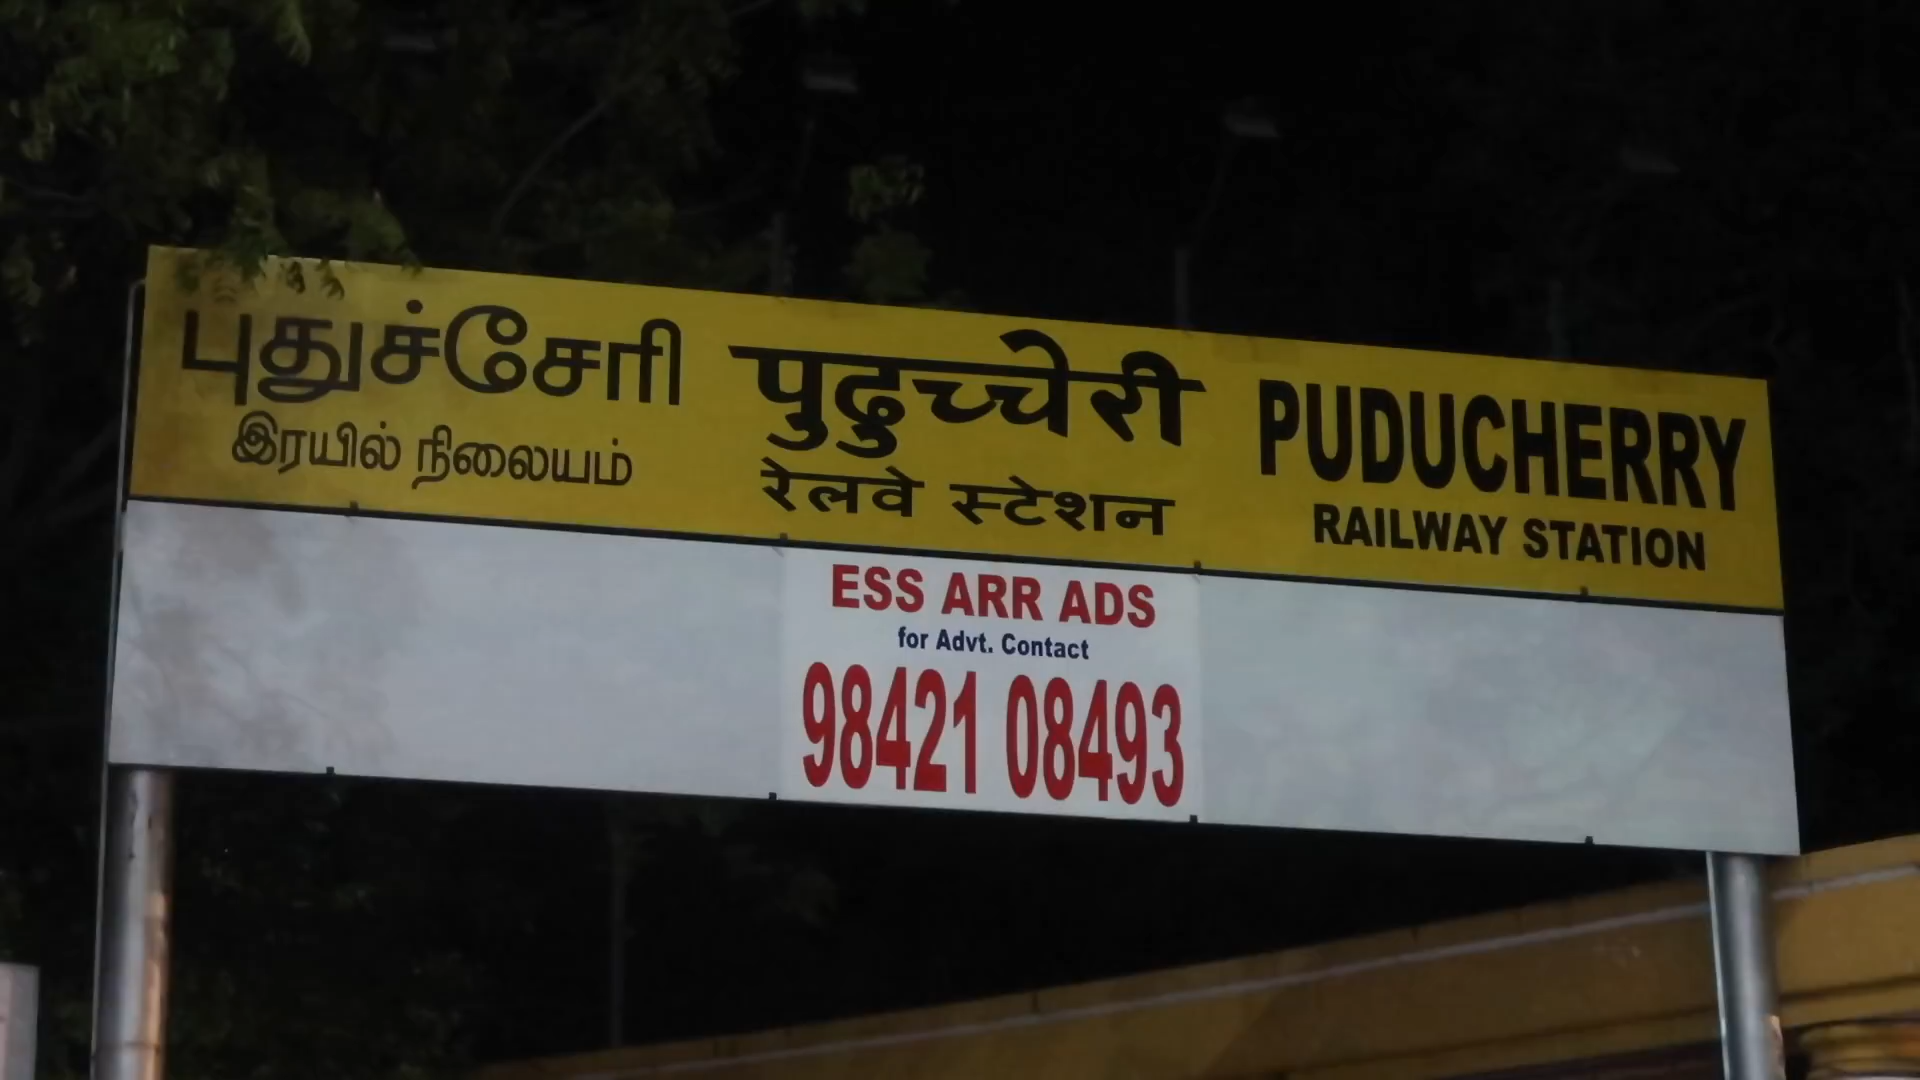 புதுச்சேரி
இரயில் நிலையம்
पुढुच्चेरी
रेलवे स्टेशन
PUDUCHERRY
RAILWAY STATION
ESS ARR ADS
for Advt. Contact
98421 08493